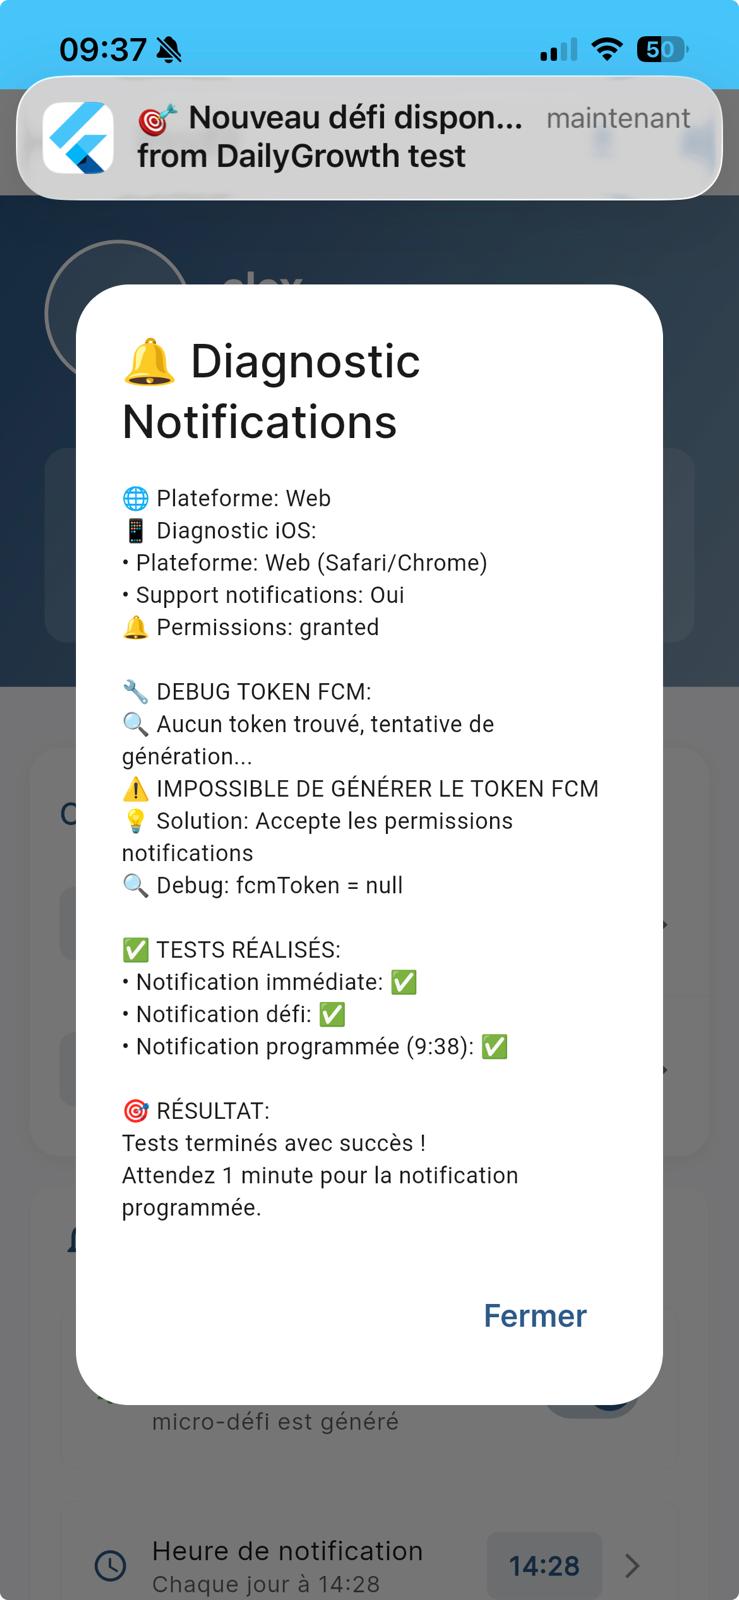 09:37
50
🎯 Nouveau défi dispon... maintenant
from DailyGrowth test
🔔 Diagnostic
Notifications
🌐 Plateforme: Web
📱 Diagnostic iOS:
• Plateforme: Web (Safari/Chrome)
• Support notifications: Oui
🔔 Permissions: granted
🔧 DEBUG TOKEN FCM:
🔍 Aucun token trouvé, tentative de
génération...
⚠️ IMPOSSIBLE DE GÉNÉRER LE TOKEN FCM
💡 Solution: Accepte les permissions
notifications
🔍 Debug: fcmToken = null
✅ TESTS RÉALISÉS:
• Notification immédiate: ✅
• Notification défi: ✅
• Notification programmée (9:38): ✅
🎯 RÉSULTAT:
Tests terminés avec succès !
Attendez 1 minute pour la notification
programmée.
Fermer
micro-défi est généré
Heure de notification
14:28
Chaque jour à 14:28